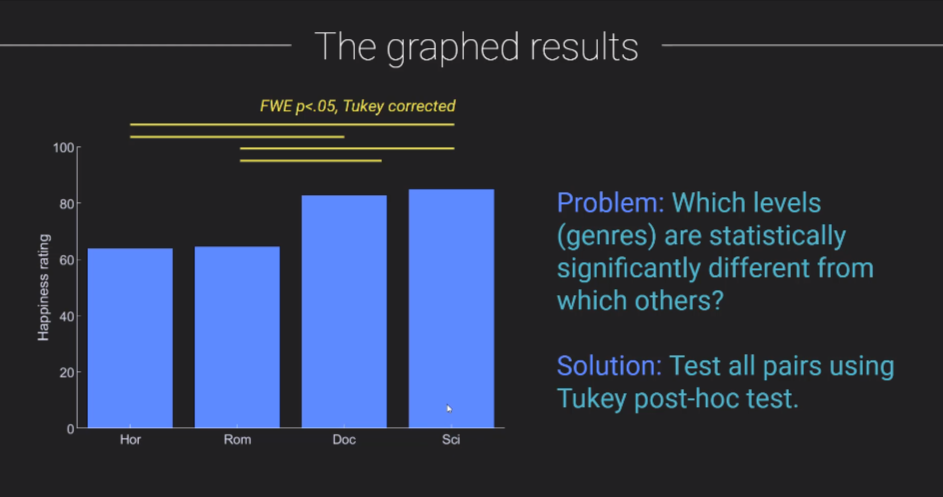 The graphed results
FWE p<.05, Tukey corrected
100
80
60
40
20
0
Happiness rating
Hor
Rom
Doc
Sci
Problem: Which levels
(genres) are statistically
significantly different from
which others?
Solution: Test all pairs using
Tukey post-hoc test.